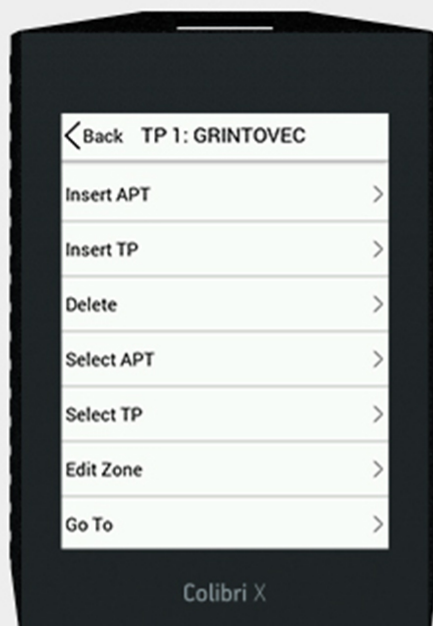 Back TP 1: GRINTOVEC
Insert APT
Insert TP
Delete
Select APT
Select TP
Edit Zone
Go To
Colibri X